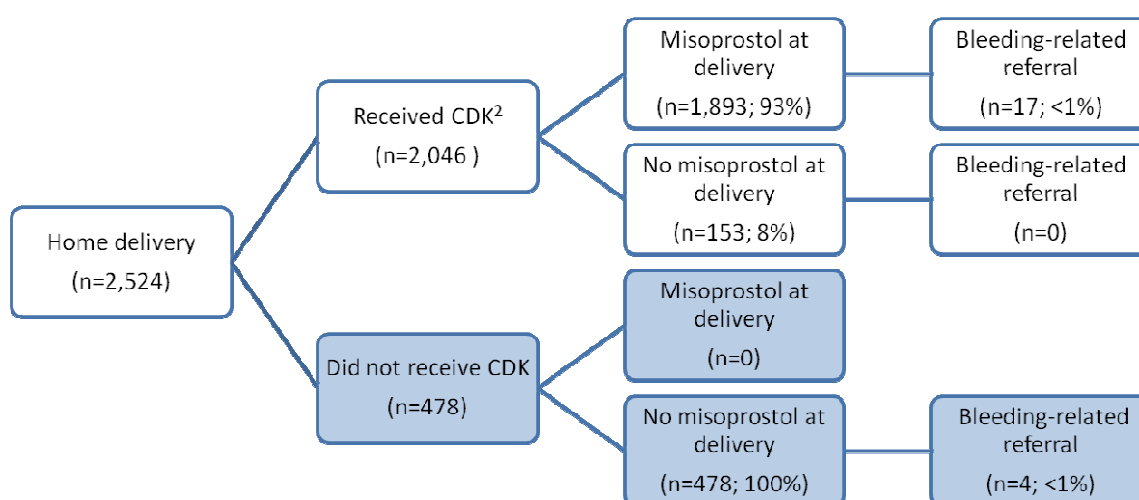 Home delivery
(n=2,524)
Received CDK²
(n=2,046 )
Misoprostol at
delivery
(n=1,893; 93%)
Bleeding-related
referral
(n=17; <1%)
No misoprostol at
delivery
(n=153; 8%)
Bleeding-related
referral
(n=0)
Did not receive CDK
(n=478)
Misoprostol at
delivery
(n=0)
No misoprostol at
delivery
(n=478; 100%)
Bleeding-related
referral
(n=4; <1%)